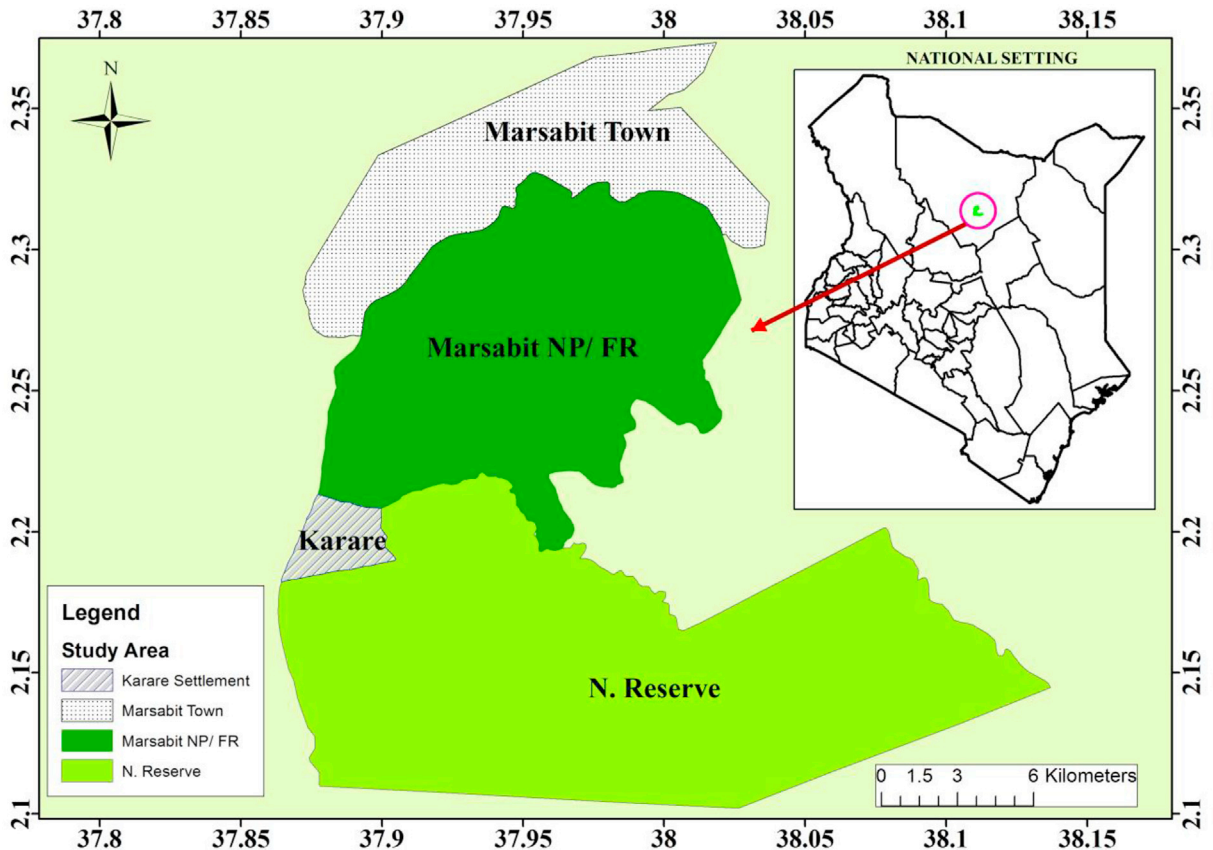 37.8 37.85 37.9 37.95 38 38.05 38.1 38.15
NATIONAL SETTING
N
2.35 2.35
Marsabit Town
2.3 2.3
Marsabit NP/ FR
2.25 2.25
2.2 2.2
Karare
Legend
Study Area
Karare Settlement
Marsabit Town
Marsabit NP/ FR
N. Reserve
2.15 2.15
N. Reserve
0 1.5 3 6 Kilometers
2.1 2.1
37.8 37.85 37.9 37.95 38 38.05 38.1 38.15